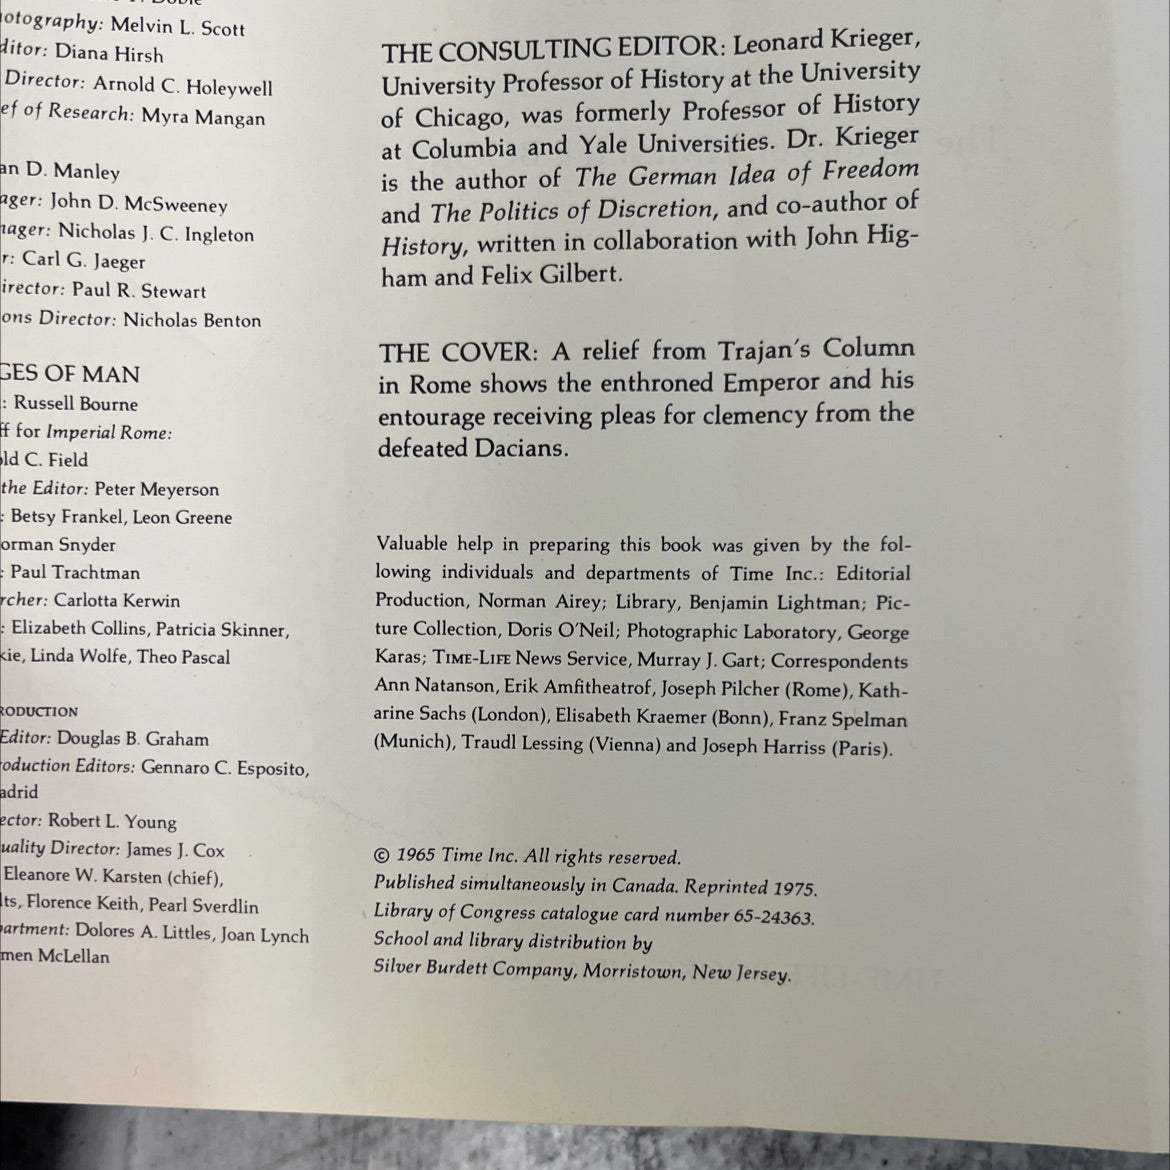 otography: Melvin L. Scott
ditor: Diana Hirsh
Director: Arnold C. Holeywell
ef of Research: Myra Mangan
an D. Manley
ager: John D. McSweeney
nager: Nicholas J. C. Ingleton
r: Carl G. Jaeger
irector: Paul R. Stewart
ons Director: Nicholas Benton
GES OF MAN
: Russell Bourne
ff for Imperial Rome:
ld C. Field
the Editor: Peter Meyerson
: Betsy Frankel, Leon Greene
orman Snyder
: Paul Trachtman
rcher: Carlotta Kerwin
: Elizabeth Collins, Patricia Skinner,
kie, Linda Wolfe, Theo Pascal
RODUCTION
Editor: Douglas B. Graham
roduction Editors: Gennaro C. Esposito,
adrid
ector: Robert L. Young
uality Director: James J. Cox
Eleanore W. Karsten (chief),
lts, Florence Keith, Pearl Sverdlin
partment: Dolores A. Littles, Joan Lynch
men McLellan
THE CONSULTING EDITOR: Leonard Krieger,
University Professor of History at the University
of Chicago, was formerly Professor of History
at Columbia and Yale Universities. Dr. Krieger
is the author of The German Idea of Freedom
and The Politics of Discretion, and co-author of
History, written in collaboration with John Hig-
ham and Felix Gilbert.
THE COVER: A relief from Trajan's Column
in Rome shows the enthroned Emperor and his
entourage receiving pleas for clemency from the
defeated Dacians.
Valuable help in preparing this book was given by the fol-
lowing individuals and departments of Time Inc.: Editorial
Production, Norman Airey; Library, Benjamin Lightman; Pic-
ture Collection, Doris O'Neil; Photographic Laboratory, George
Karas; TIME-LIFE News Service, Murray J. Gart; Correspondents
Ann Natanson, Erik Amfitheatrof, Joseph Pilcher (Rome), Kath-
arine Sachs (London), Elisabeth Kraemer (Bonn), Franz Spelman
(Munich), Traudl Lessing (Vienna) and Joseph Harriss (Paris).
© 1965 Time Inc. All rights reserved.
Published simultaneously in Canada. Reprinted 1975.
Library of Congress catalogue card number 65-24363.
School and library distribution by
Silver Burdett Company, Morristown, New Jersey.